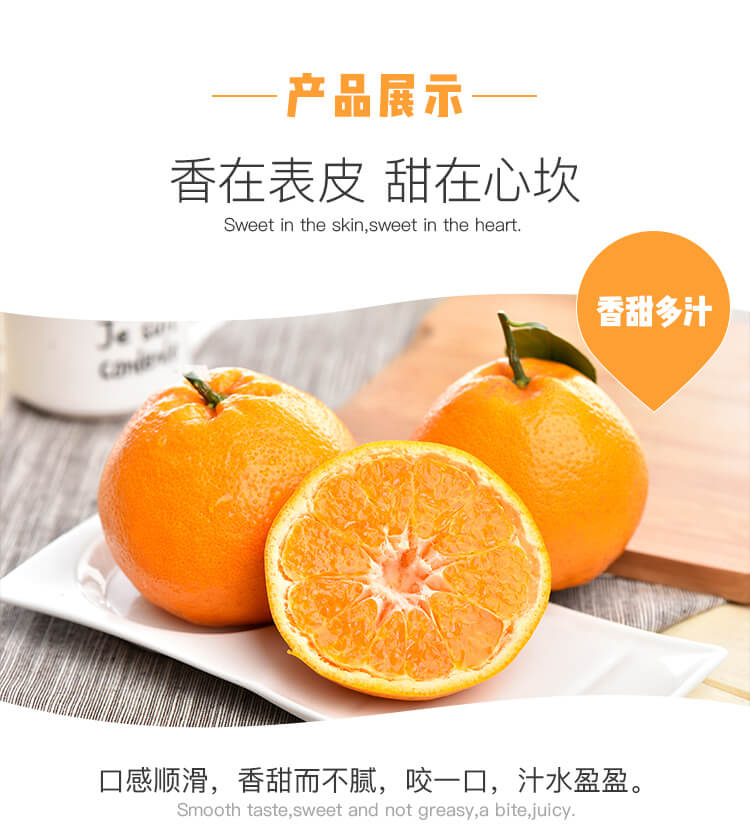 产品展示
香在表皮 甜在心坎
Sweet in the skin,sweet in the heart.
香甜多汁
Je suis
口感顺滑，香甜而不腻，咬一口，汁水盈盈。
Smooth taste,sweet and not greasy,a bite,juicy.